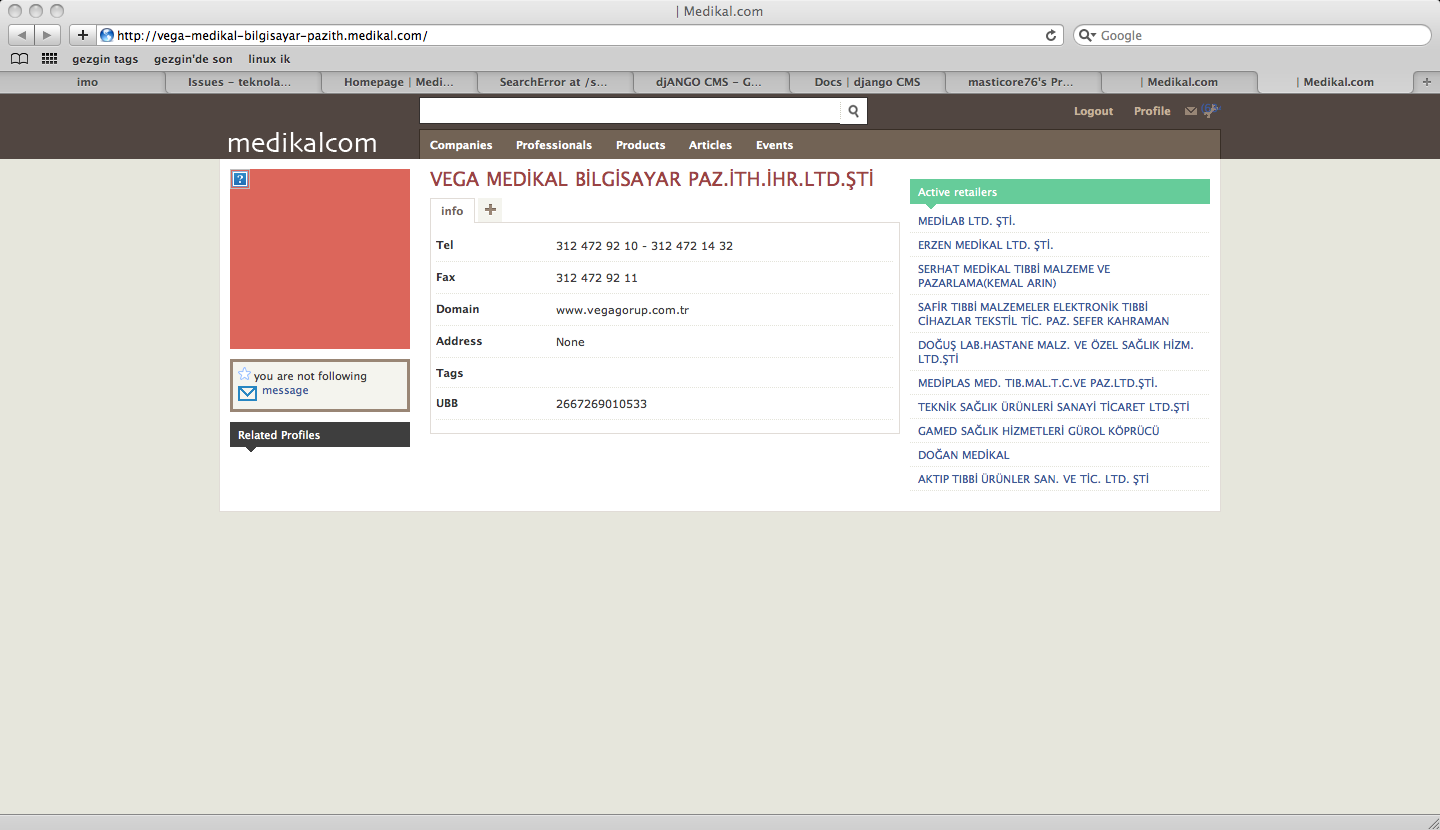 | Medikal.com
http://vega-medikal-bilgisayar-pazith.medikal.com/
Google
gezgin tags gezgin'de son linux ik
imo Issues – teknola... Homepage | Medi... SearchError at /s... djANGO CMS – G... Docs | django CMS masticore76's Pr... | Medikal.com | Medikal.com
Logout Profile
medikalcom
Companies Professionals Products Articles Events
VEGA MEDİKAL BİLGİSAYAR PAZ.İTH.İHR.LTD.ŞTİ
info
Tel 312 472 92 10 - 312 472 14 32
Fax 312 472 92 11
Domain www.vegagorup.com.tr
Address None
Tags
UBB 2667269010533
you are not following
message
Related Profiles
Active retailers
MEDİLAB LTD. ŞTİ.
ERZEN MEDİKAL LTD. ŞTİ.
SERHAT MEDİKAL TIBBİ MALZEME VE
PAZARLAMA(KEMAL ARIN)
SAFİR TIBBİ MALZEMELER ELEKTRONİK TIBBİ
CİHAZLAR TEKSTİL TİC. PAZ. SEFER KAHRAMAN
DOĞUŞ LAB.HASTANE MALZ. VE ÖZEL SAĞLIK HİZM.
LTD.ŞTİ
MEDİPLAS MED. TIB.MAL.T.C.VE PAZ.LTD.ŞTİ.
TEKNİK SAĞLIK ÜRÜNLERİ SANAYİ TİCARET LTD.ŞTİ
GAMED SAĞLIK HİZMETLERİ GÜROL KÖPRÜCÜ
DOĞAN MEDİKAL
AKTIP TIBBİ ÜRÜNLER SAN. VE TİC. LTD. ŞTİ